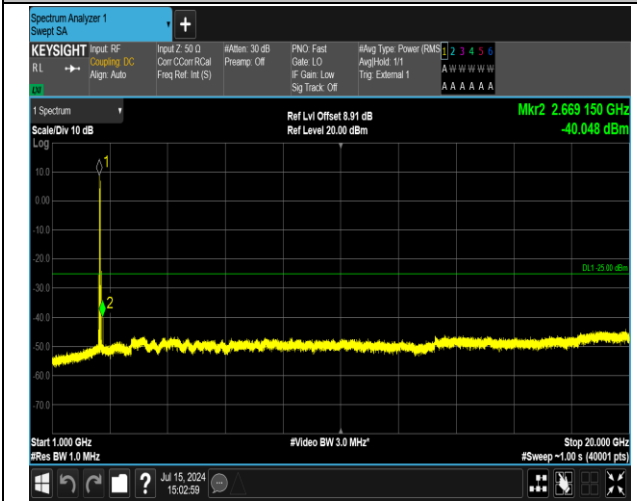 Spectrum Analyzer 1
Swept SA
+
KEYSIGHT Input: RF Input Z: 50 Ω #Atten: 30 dB PNO: Fast #Avg Type: Power (RMS 1 2 3 4 5 6
RL Coupling: DC Corr CCorr RCal Preamp: Off Gate: LO Avg|Hold: 1/1 A W W W W W
Align: Auto Freq Ref: Int (S) IF Gain: Low Trig: External 1
LXI Sig Track: Off A A A A A A
1 Spectrum Ref Lvl Offset 8.91 dB Mkr2 2.669 150 GHz
Scale/Div 10 dB Ref Level 20.00 dBm -40.048 dBm
Log
1
10.0
0.00
-10.0
-20.0
DL1 -25.00 dBm
-30.0
2
-40.0
-50.0
-60.0
-70.0
Start 1.000 GHz #Video BW 3.0 MHz* Stop 20.000 GHz
#Res BW 1.0 MHz #Sweep ~1.00 s (40001 pts)
? Jul 15, 2024
15:02:59